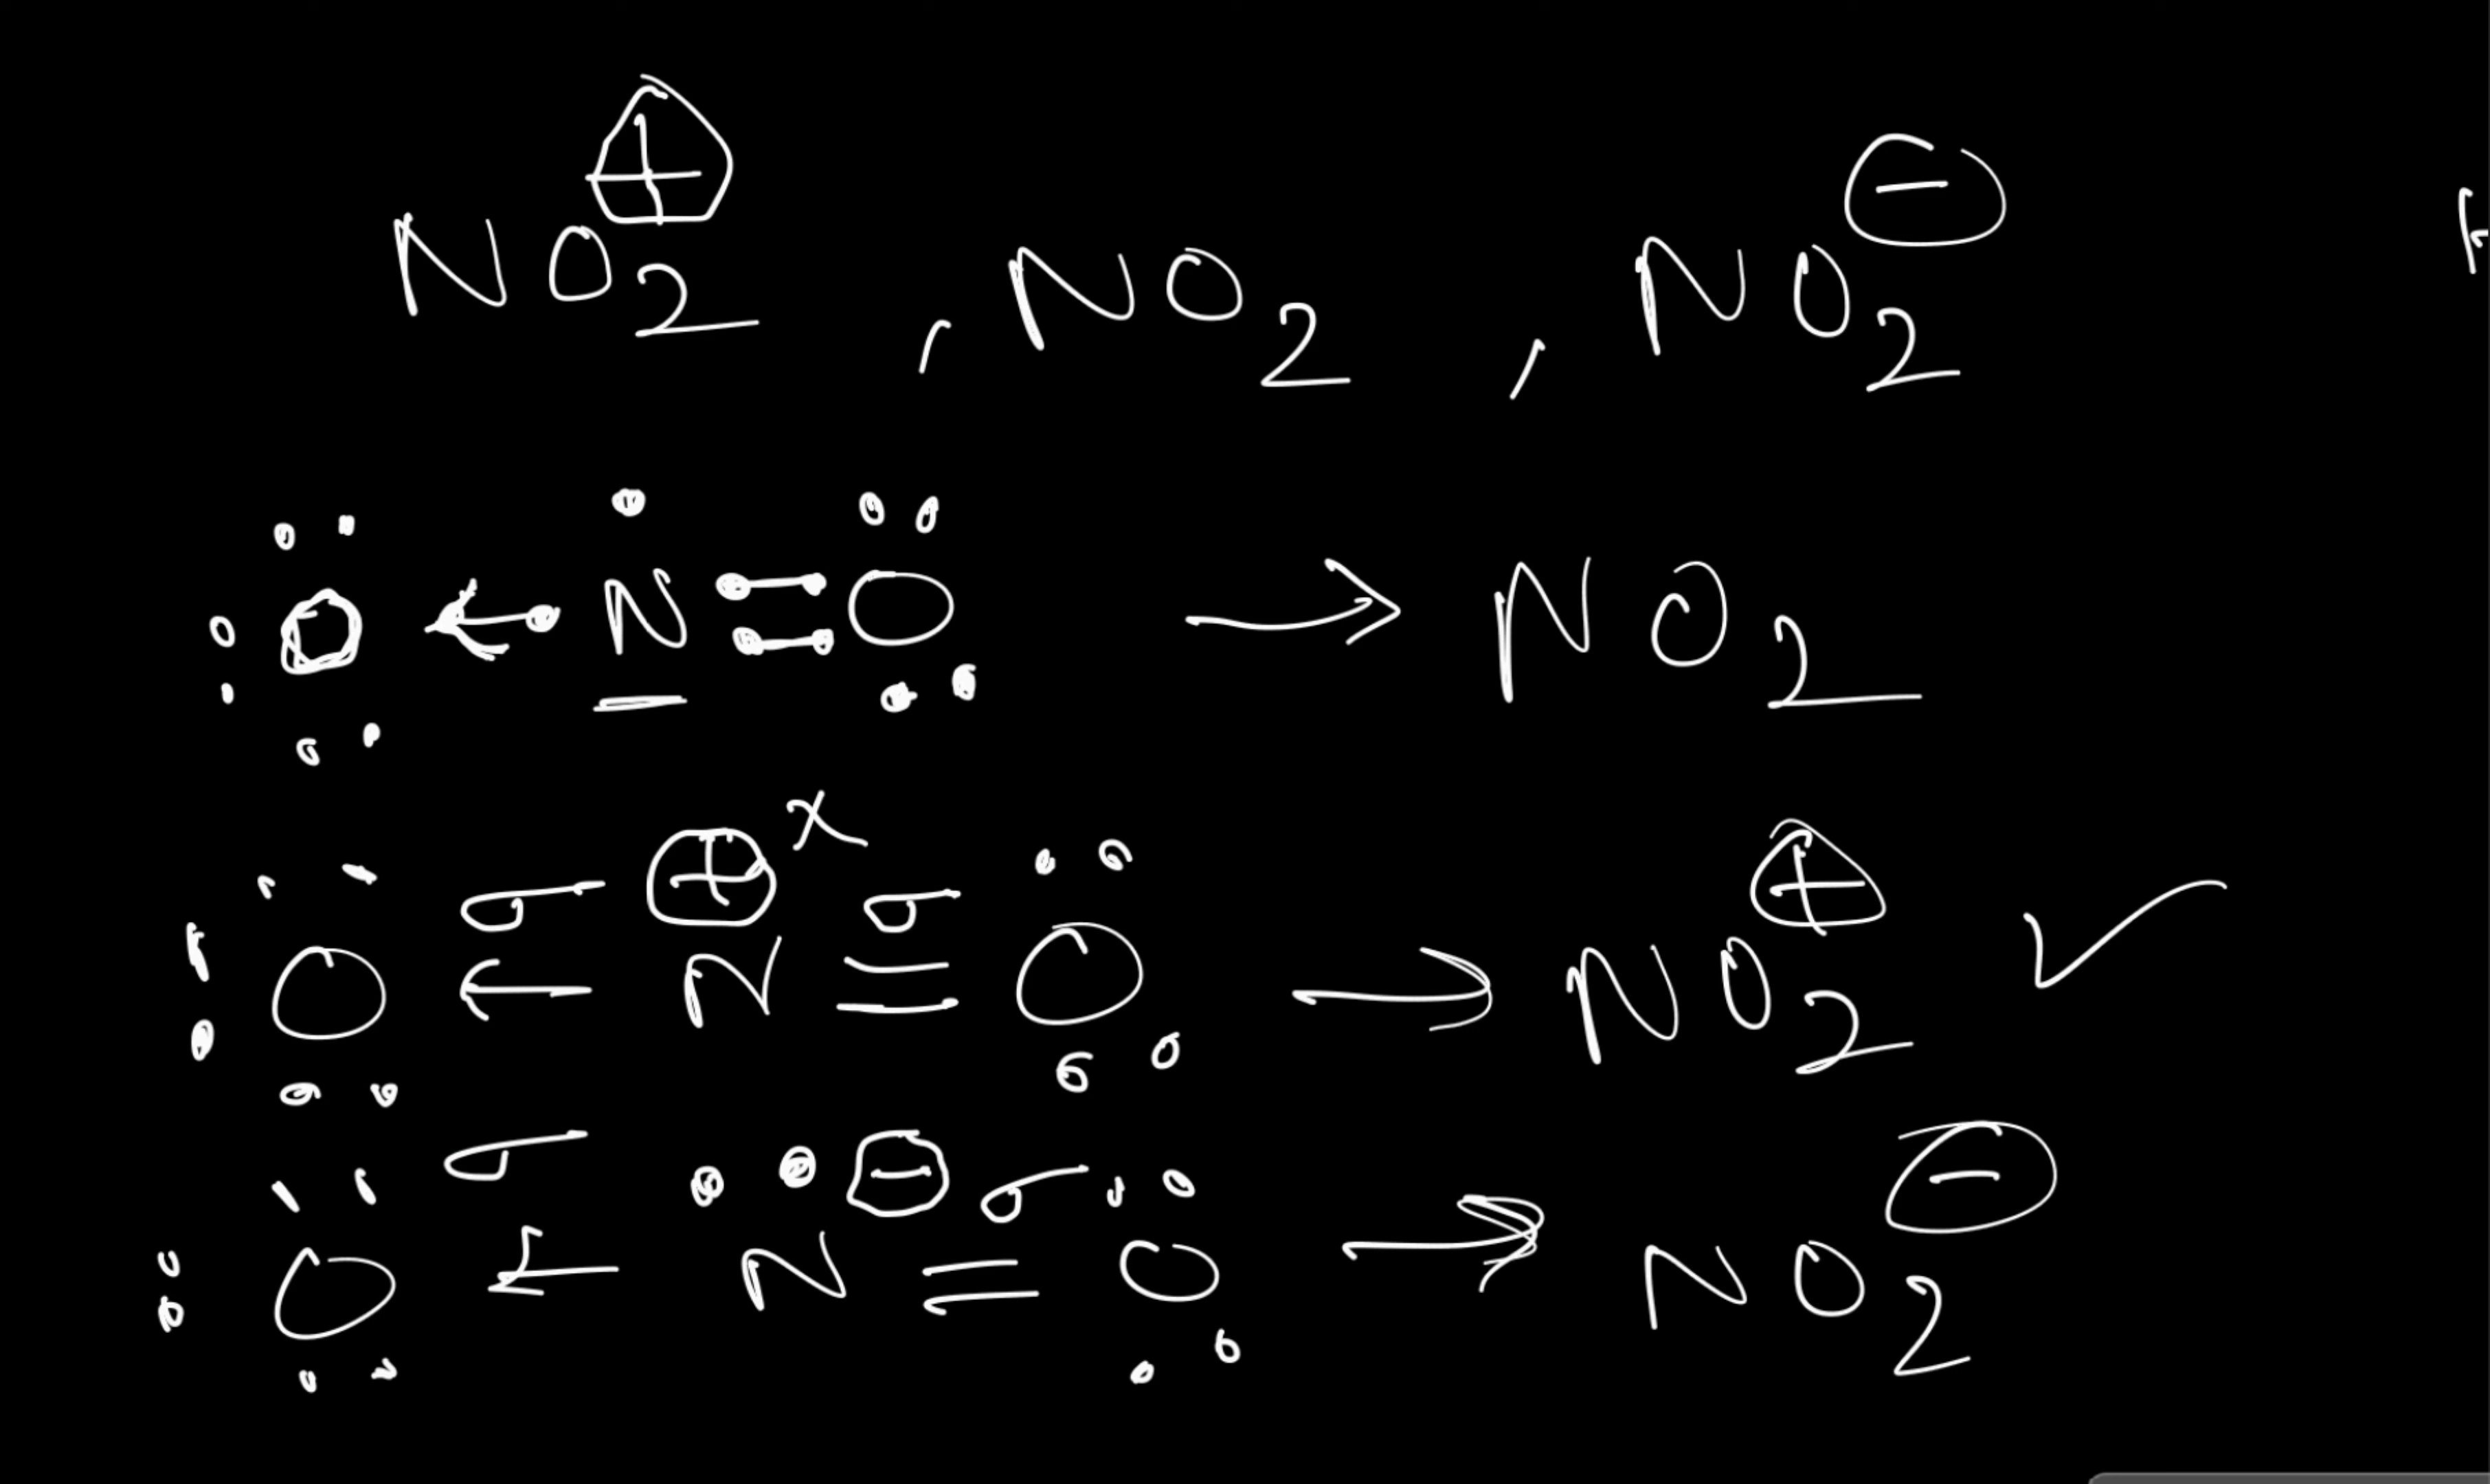 NO₂⊕ , NO₂ , NO₂⊖
O ← N = O → NO₂
σ ⊕ x σ
O ← N = O → NO₂⊕ ✓
σ ⊖ σ
O ← N = O → NO₂⊖